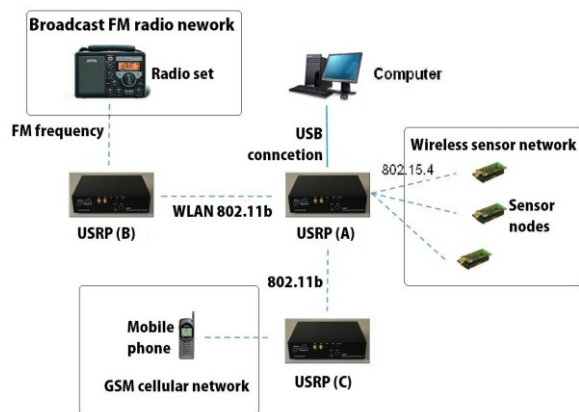 Broadcast FM radio nework
Radio set
Computer
FM frequency
USB
conncetion
Wireless sensor network
802.15.4
Sensor
nodes
WLAN 802.11b
USRP (B)
USRP (A)
802.11b
Mobile
phone
GSM cellular network
USRP (C)